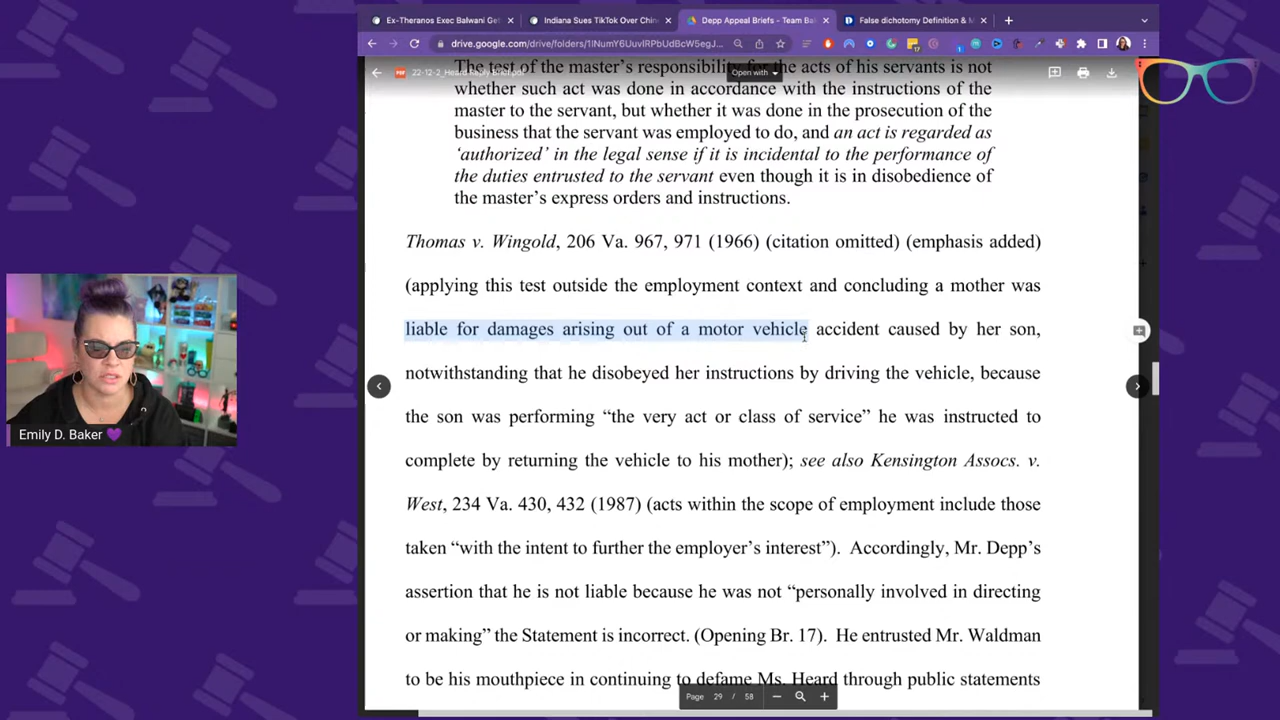 Ex-Theranos Exec Balwani Get
Indiana Sues TikTok Over Chin
Depp Appeal Briefs - Team Ba
False dichotomy Definition & M
drive.google.com/drive/folders/
22-12-2_Heard Reply Brief.pdf
Open with
The test of the master's responsibility for the acts of his servants is not
whether such act was done in accordance with the instructions of the
master to the servant, but whether it was done in the prosecution of the
business that the servant was employed to do, and an act is regarded as
'authorized' in the legal sense if it is incidental to the performance of
the duties entrusted to the servant even though it is in disobedience of
the master's express orders and instructions.
Thomas v. Wingold, 206 Va. 967, 971 (1966) (citation omitted) (emphasis added)
(applying this test outside the employment context and concluding a mother was
liable for damages arising out of a motor vehicle accident caused by her son,
notwithstanding that he disobeyed her instructions by driving the vehicle, because
the son was performing “the very act or class of service” he was instructed to
complete by returning the vehicle to his mother); see also Kensington Assocs. v.
West, 234 Va. 430, 432 (1987) (acts within the scope of employment include those
taken “with the intent to further the employer's interest”). Accordingly, Mr. Depp's
assertion that he is not liable because he was not “personally involved in directing
or making” the Statement is incorrect. (Opening Br. 17). He entrusted Mr. Waldman
to be his mouthpiece in continuing to defame Ms. Heard through public statements
Page 29 / 58
Emily D. Baker 💜